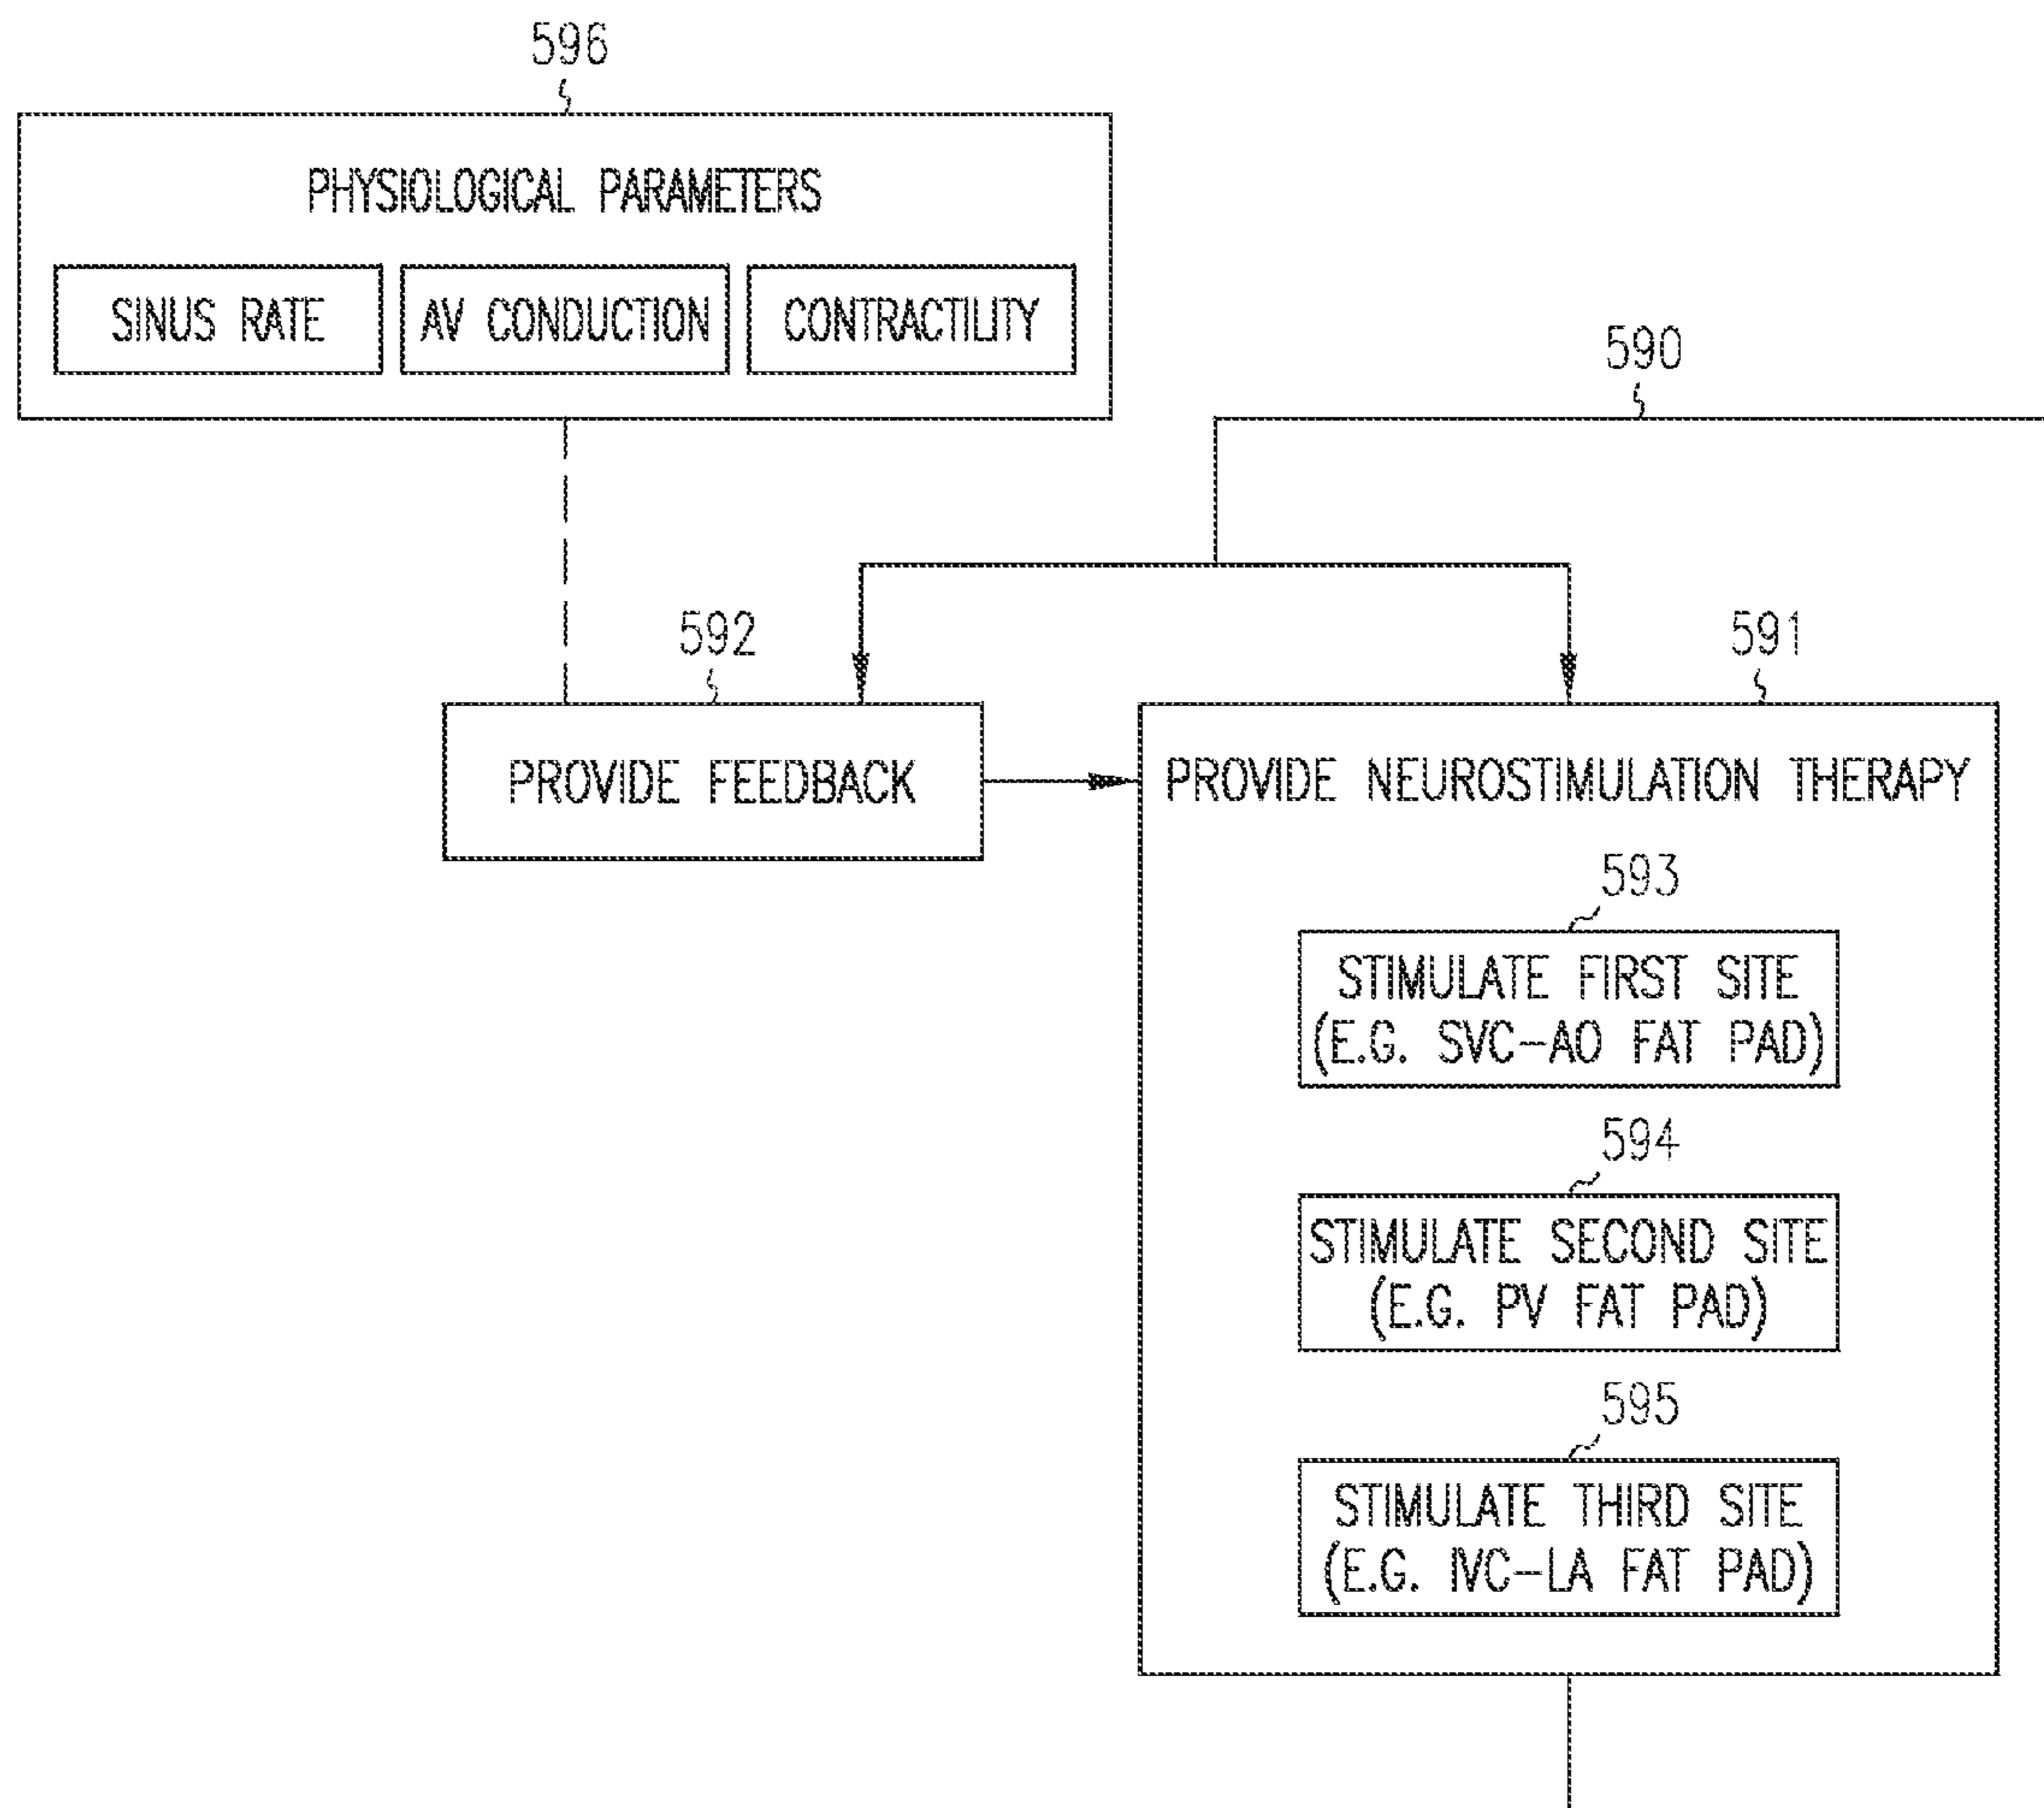 596
PHYSIOLOGICAL PARAMETERS
SINUS RATE
AV CONDUCTION
CONTRACTILITY
590
592
PROVIDE FEEDBACK
591
PROVIDE NEUROSTIMULATION THERAPY
593
STIMULATE FIRST SITE
(E.G. SVC-AO FAT PAD)
594
STIMULATE SECOND SITE
(E.G. PV FAT PAD)
595
STIMULATE THIRD SITE
(E.G. IVC-LA FAT PAD)